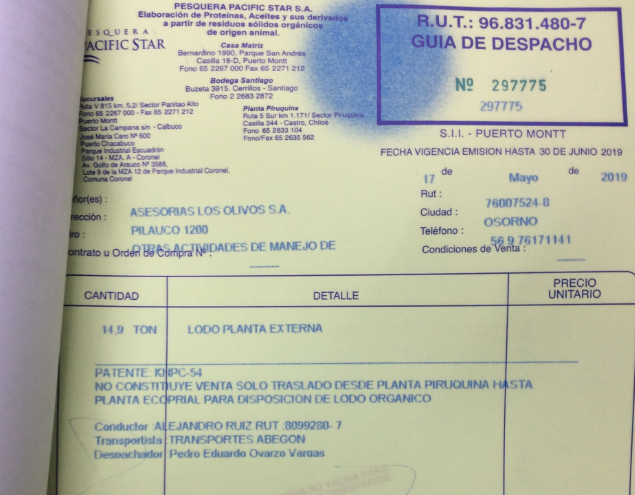 PESQUERA PACIFIC STAR S.A.
Elaboración de Proteínas, Aceites y sus derivados
a partir de residuos sólidos orgánicos
de origen animal.
ESQUERA
PACIFIC STAR
Casa Matriz
Bernardino 1990, Parque San Andrés
Casilla 18-D, Puerto Montt
Fono 65 2267 000 Fax 65 2271 212
Bodega Santiago
Buzeta 3915. Cerrillos - Santiago
Fono 2 2683 2872
Sucursales
Ruta V 815 km. 5,2/ Sector Panitao Alto
Fono 65 2267 000 - Fax 65 2271 212
Puerto Montt
Sector La Campana s/n - Calbuco
José María Caro Nº 600
Puerto Chacabuco
Parque Industrial Escuadrón
Sitio 14 - MZA. A - Coronel
Av. Golfo de Arauco Nº 3588,
Lote 9 de la MZA 12 de Parque Industrial Coronel,
Comuna Coronel
Planta Piruquina
Ruta 5 Sur km 1.171/ Sector Piruquina
Casilla 344 - Castro, Chiloé
Fono 65 2633 104
Fono/Fax 65 2635 562
R.U.T.: 96.831.480-7
GUIA DE DESPACHO
Nº 297775
297775
S.I.I. - PUERTO MONTT
FECHA VIGENCIA EMISION HASTA 30 DE JUNIO 2019
17 de Mayo de 2019
ñor(es) : ASESORIAS LOS OLIVOS S.A.
Rut : 76007524-8
rección : PILAUCO 1200
Ciudad : OSORNO
ro : OTRAS ACTIVIDADES DE MANEJO DE
Teléfono : 56 9 76171141
ontrato u Orden de Compra Nº :
Condiciones de Venta :
CANTIDAD DETALLE PRECIO UNITARIO
14,9 TON LODO PLANTA EXTERNA
PATENTE KHPC-54
NO CONSTITUYE VENTA SOLO TRASLADO DESDE PLANTA PIRUQUINA HASTA
PLANTA ECOPRIAL PARA DISPOSICION DE LODO ORGANICO
Conductor :ALEJANDRO RUIZ RUT :8099280- 7
Transportista :TRANSPORTES ABEGON
Despachador Pedro Eduardo Ovarzo Vargas